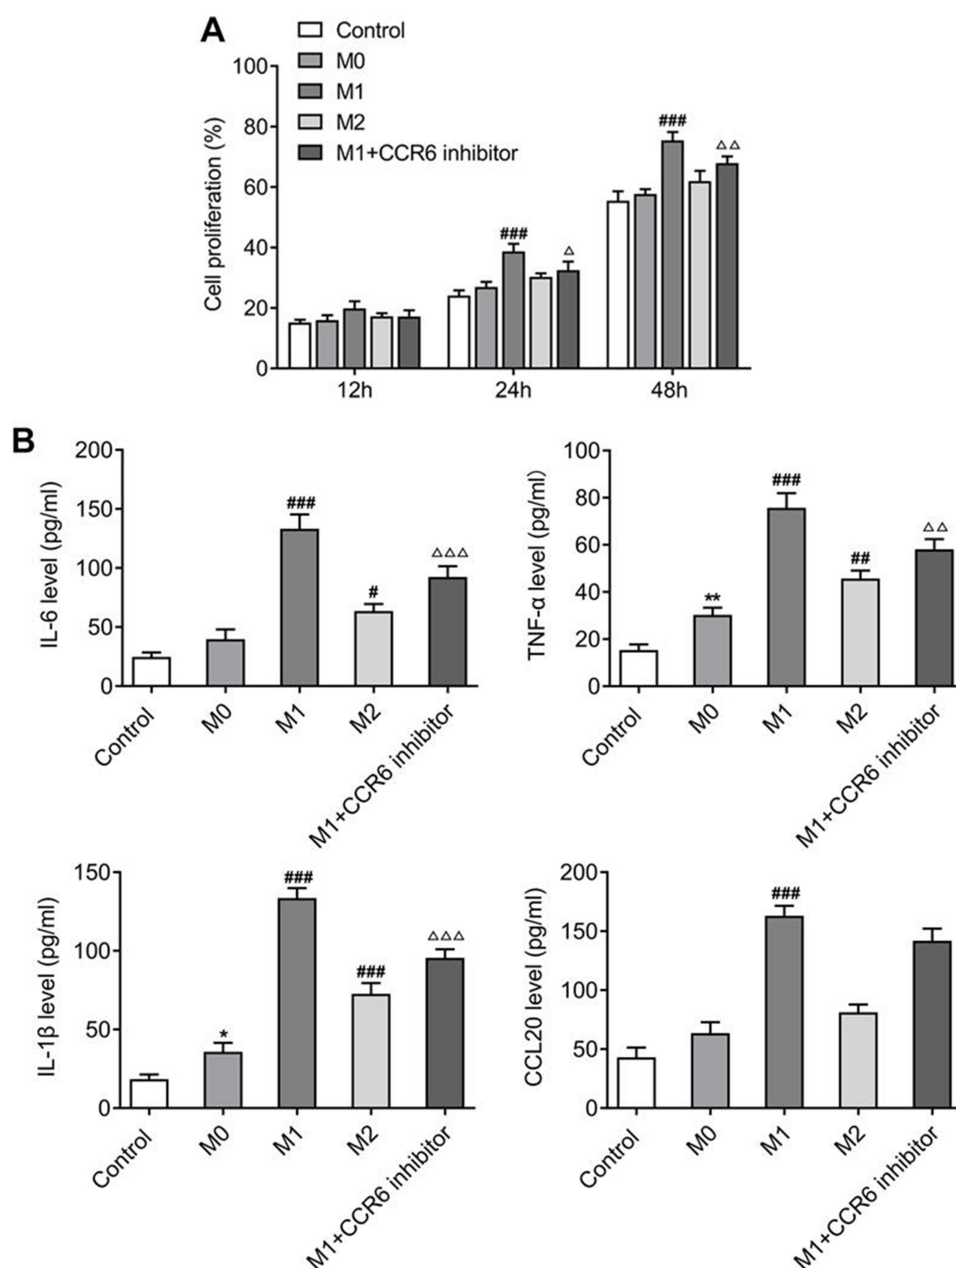 A
Control
M0
M1
M2
M1+CCR6 inhibitor
Cell proliferation (%)
100
80
60
40
20
0
###
△
###
△△
12h
24h
48h
B
IL-6 level (pg/ml)
200
150
100
50
0
###
#
△△△
Control
M0
M1
M2
M1+CCR6 inhibitor
TNF-α level (pg/ml)
100
80
60
40
20
0
**
###
##
△△
Control
M0
M1
M2
M1+CCR6 inhibitor
IL-1β level (pg/ml)
150
100
50
0
*
###
###
△△△
Control
M0
M1
M2
M1+CCR6 inhibitor
CCL20 level (pg/ml)
200
150
100
50
0
###
Control
M0
M1
M2
M1+CCR6 inhibitor